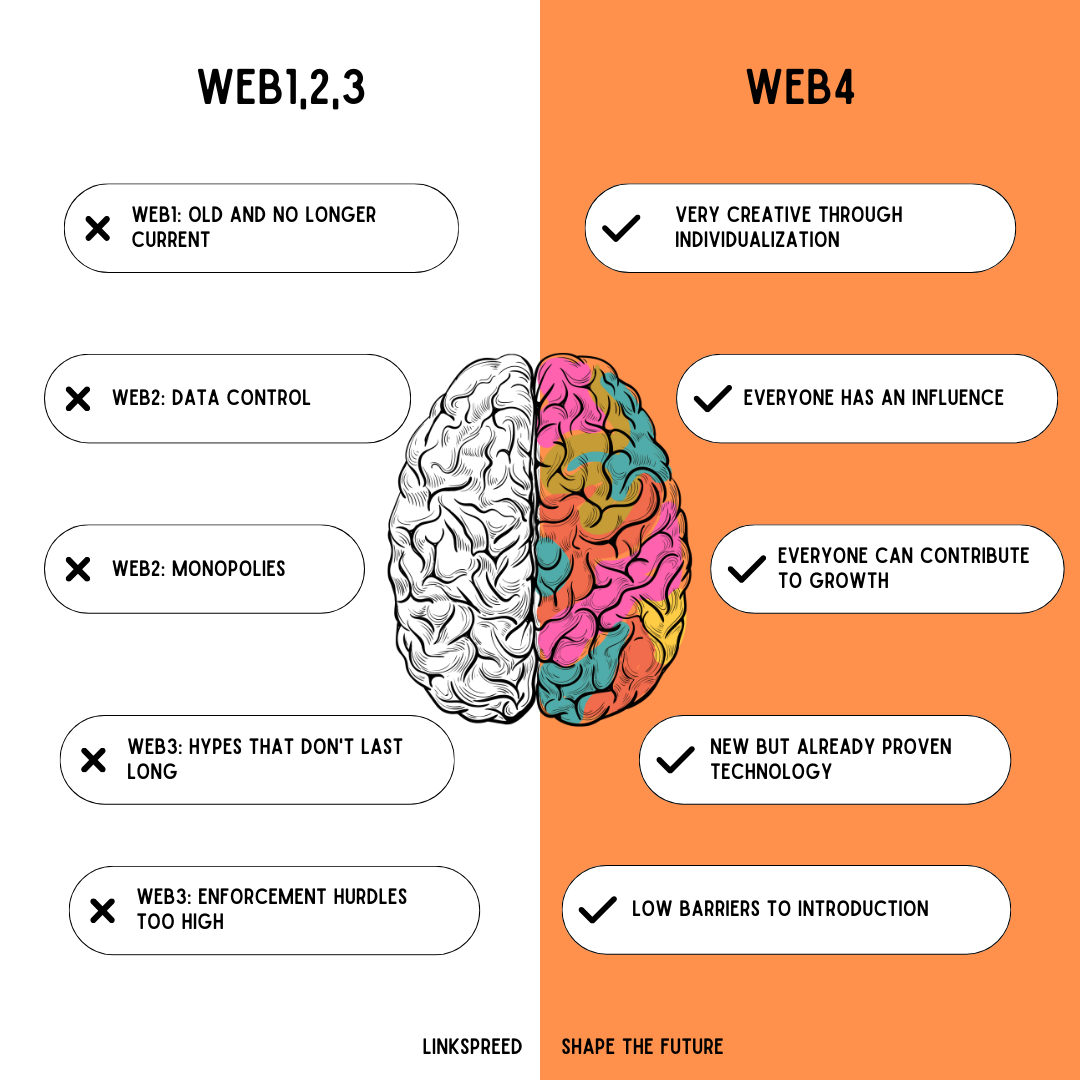 WEB1,2,3
WEB1: OLD AND NO LONGER
CURRENT
WEB2: DATA CONTROL
WEB2: MONOPOLIES
WEB3: HYPES THAT DON'T LAST
LONG
WEB3: ENFORCEMENT HURDLES
TOO HIGH
LINKSPREED
WEB4
VERY CREATIVE THROUGH
INDIVIDUALIZATION
EVERYONE HAS AN INFLUENCE
EVERYONE CAN CONTRIBUTE
TO GROWTH
NEW BUT ALREADY PROVEN
TECHNOLOGY
LOW BARRIERS TO INTRODUCTION
SHAPE THE FUTURE